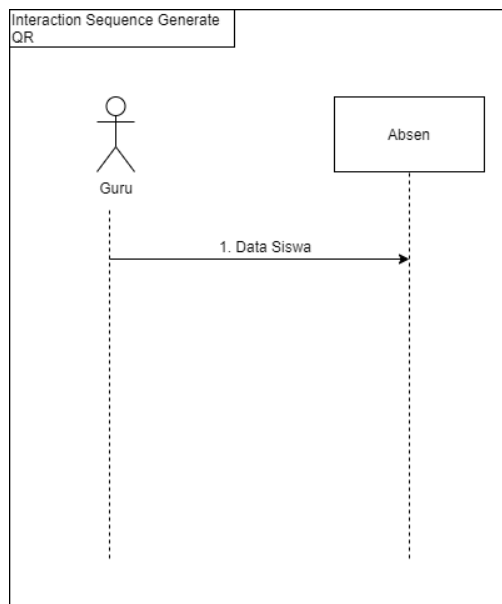 Interaction Sequence Generate
QR
Absen
Guru
1. Data Siswa